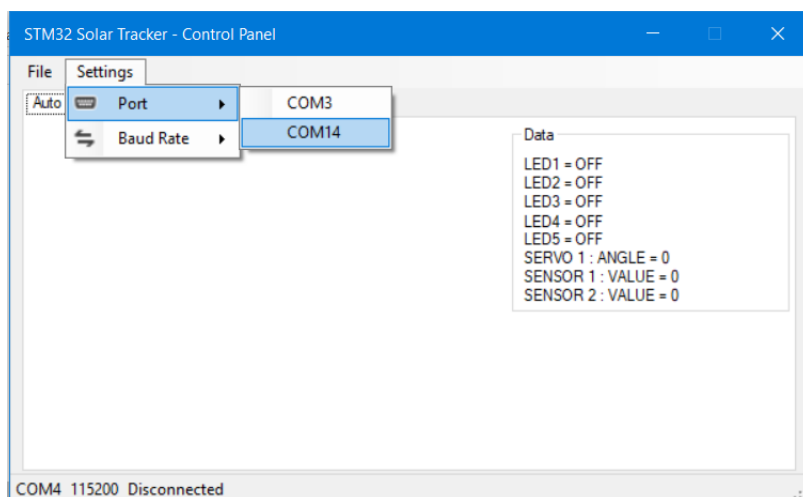 STM32 Solar Tracker - Control Panel
File Settings
Auto
Port
COM3
Baud Rate
COM14
Data
LED1 = OFF
LED2 = OFF
LED3 = OFF
LED4 = OFF
LED5 = OFF
SERVO 1 : ANGLE = 0
SENSOR 1 : VALUE = 0
SENSOR 2 : VALUE = 0
COM4 115200 Disconnected